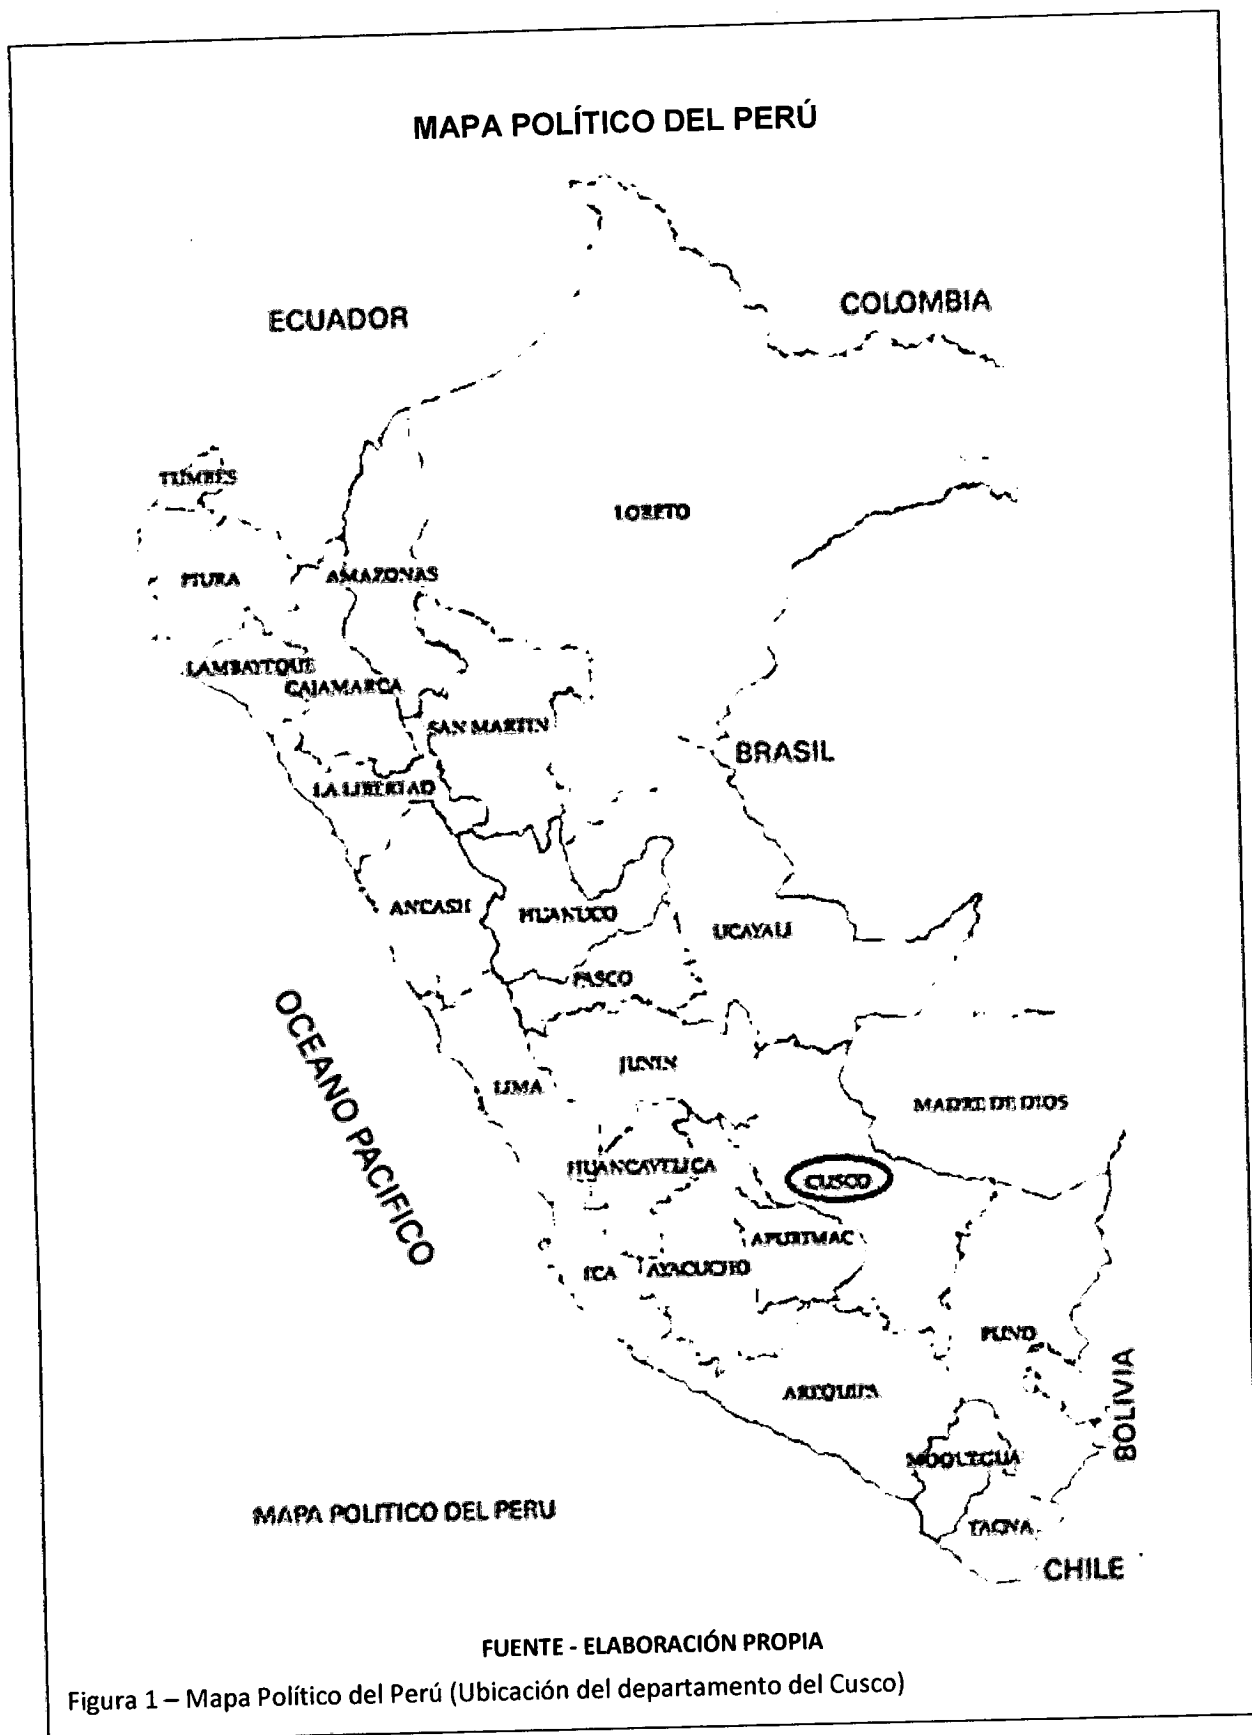 MAPA POLÍTICO DEL PERÚ
ECUADOR
COLOMBIA
TUMBES
LORETO
PIURA
AMAZONAS
LAMBAYEQUE
CAJAMARCA
SAN MARTIN
BRASIL
LA LIBERTAD
ANCASH
HUANUCO
UCAYALI
PASCO
OCEANO PACIFICO
JUNIN
LIMA
MADRE DE DIOS
HUANCAVELICA
CUSCO
APURIMAC
ICA
AYACUCHO
PUNO
AREQUIPA
BOLIVIA
MOQUEGUA
MAPA POLITICO DEL PERU
TACNA
CHILE
FUENTE - ELABORACIÓN PROPIA
Figura 1 – Mapa Político del Perú (Ubicación del departamento del Cusco)